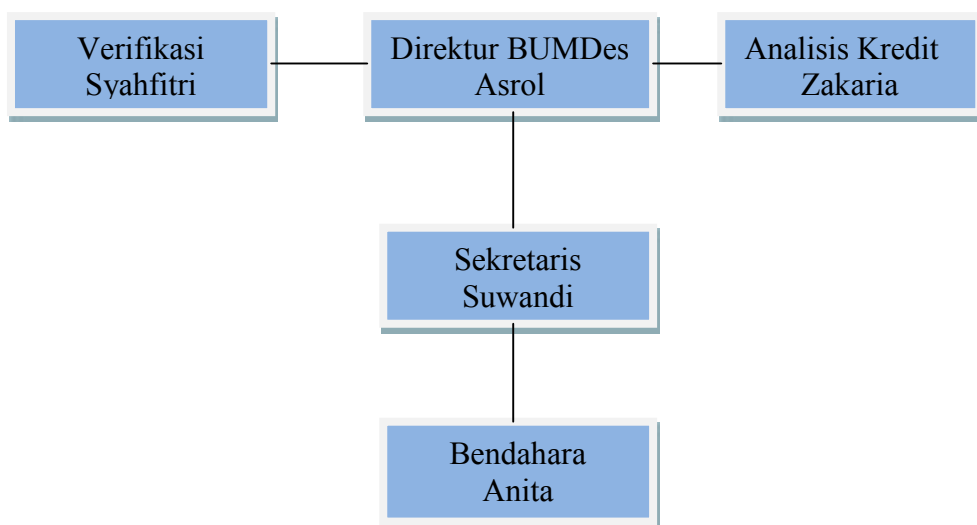 Verifikasi
Syahfitri
Direktur BUMDes
Asrol
Analisis Kredit
Zakaria
Sekretaris
Suwandi
Bendahara
Anita